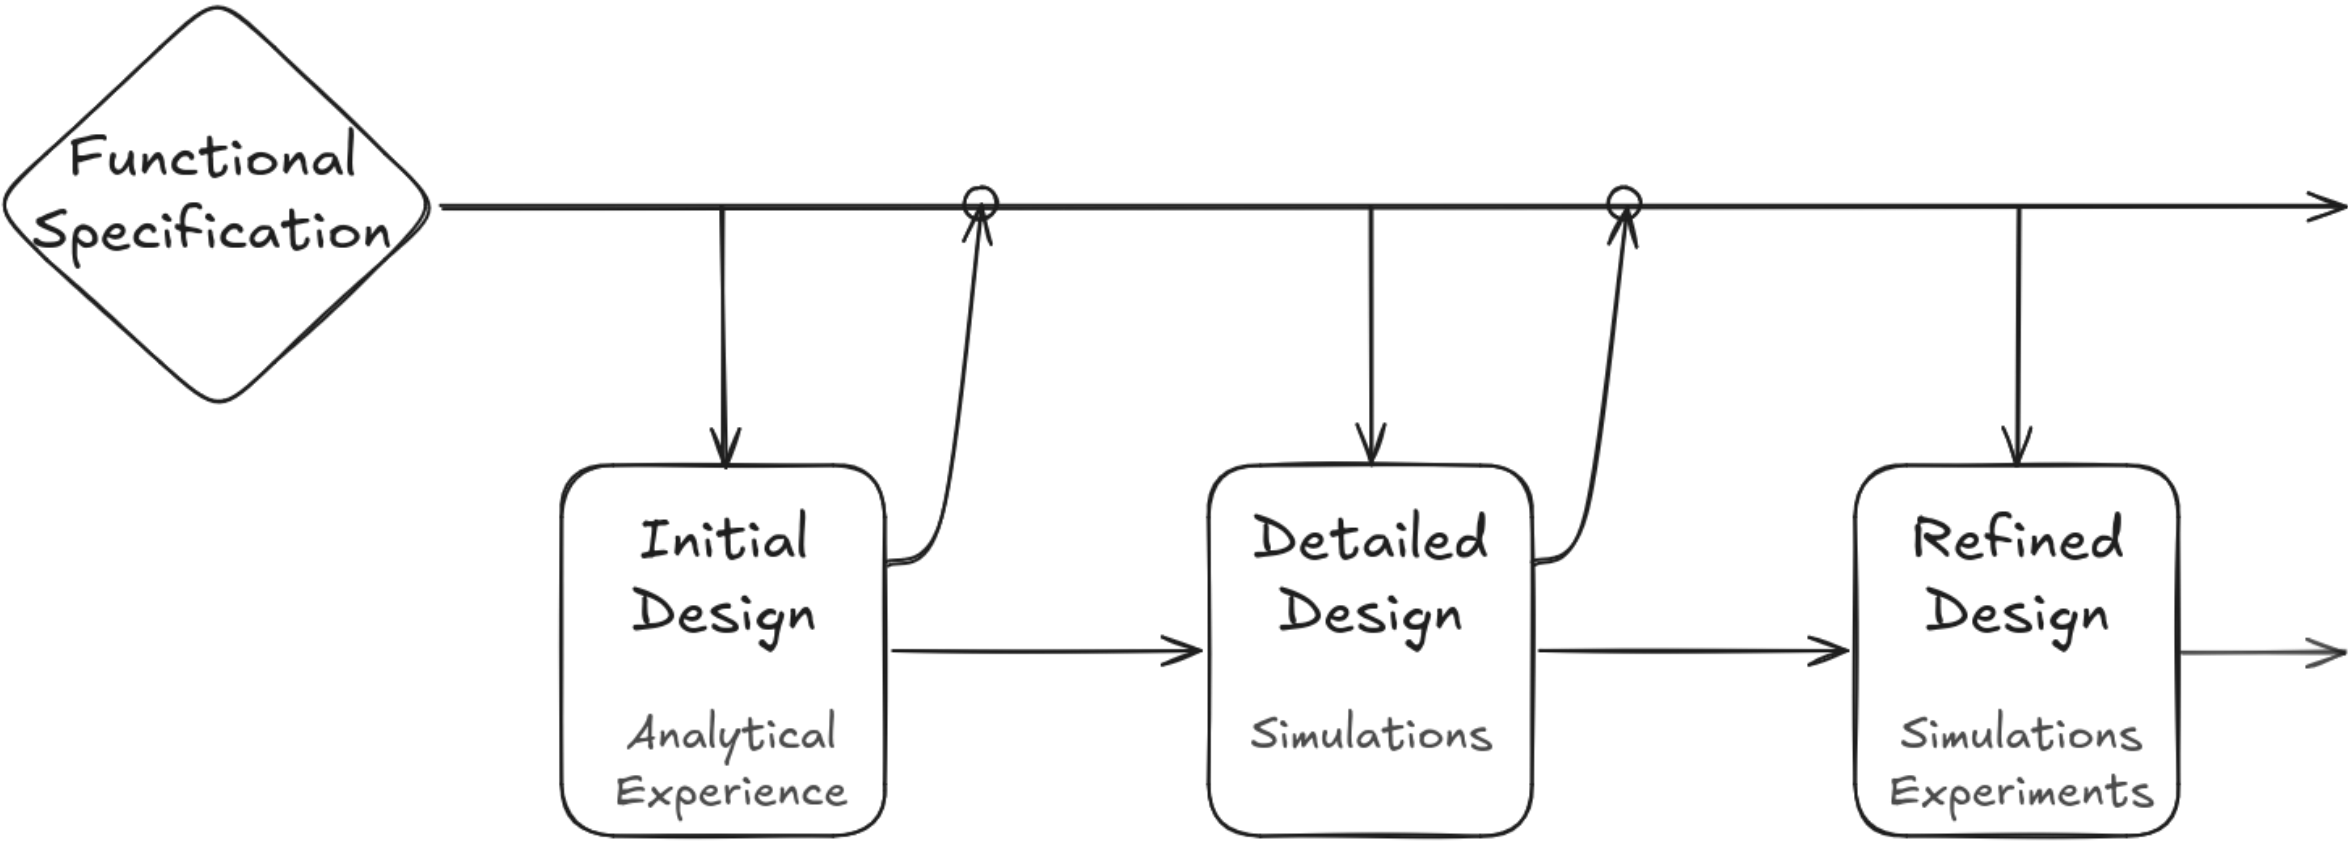 Functional
Specification
Initial
Design
Analytical
Experience
Detailed
Design
Simulations
Refined
Design
Simulations
Experiments